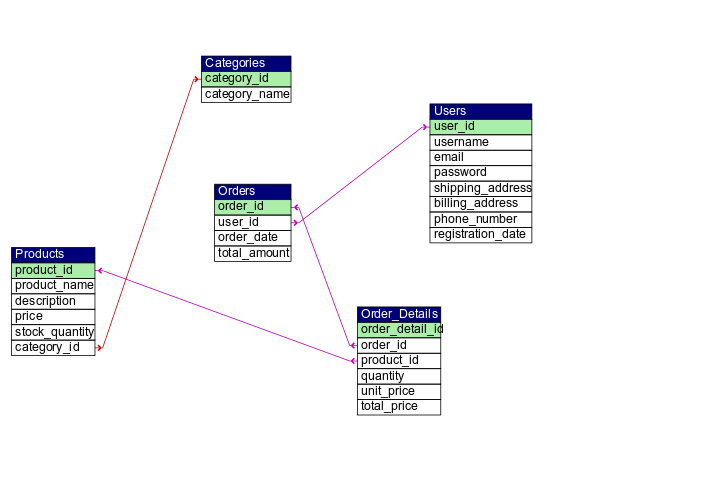 Categories
category_id
category_name
Users
user_id
username
email
password
shipping_address
billing_address
phone_number
registration_date
Orders
order_id
user_id
order_date
total_amount
Products
product_id
product_name
description
price
stock_quantity
category_id
Order_Details
order_detail_id
order_id
product_id
quantity
unit_price
total_price